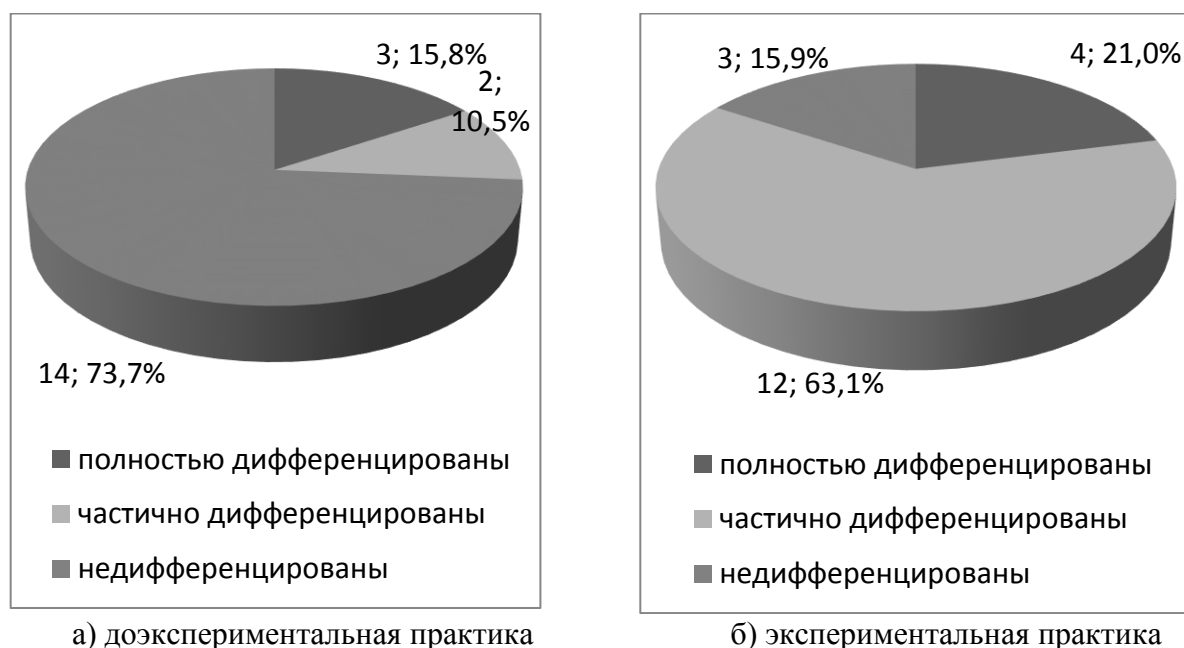 3; 15,8%
2;
10,5%
14; 73,7%
полностью дифференцированы
частично дифференцированы
недифференцированы
а) доэкспериментальная практика
3; 15,9%
4; 21,0%
12; 63,1%
полностью дифференцированы
частично дифференцированы
недифференцированы
б) экспериментальная практика